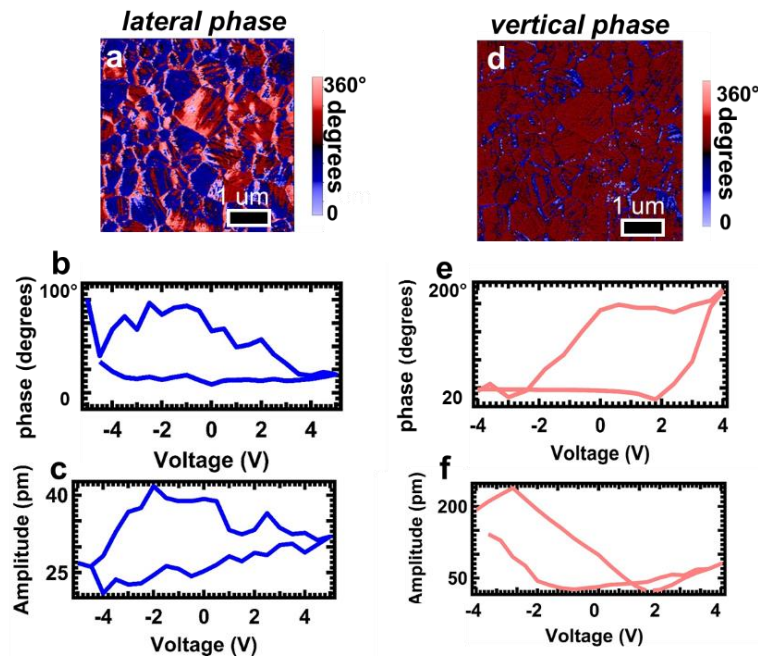 lateral phase
vertical phase
a
360°
degrees
0
1 um
d
360°
degrees
0
1 um
b
100°
0
phase (degrees)
-4 -2 0 2 4
Voltage (V)
e
200°
20
phase (degrees)
-4 -2 0 2 4
Voltage (V)
c
40
25
Amplitude (pm)
-4 -2 0 2 4
Voltage (V)
f
200
50
Amplitude (pm)
-4 -2 0 2 4
Voltage (V)